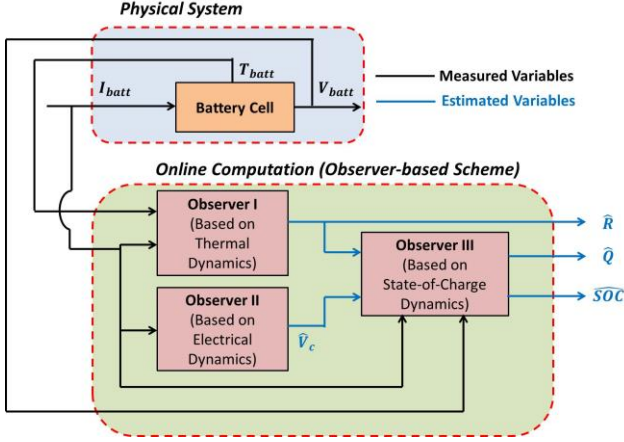 Physical System
T_batt
I_batt
V_batt
Battery Cell
Measured Variables
Estimated Variables
Online Computation (Observer-based Scheme)
Observer I
(Based on
Thermal
Dynamics)
R̂
Observer III
(Based on
State-of-Charge
Dynamics)
Q̂
SOĈ
Observer II
(Based on
Electrical
Dynamics)
V̂_c